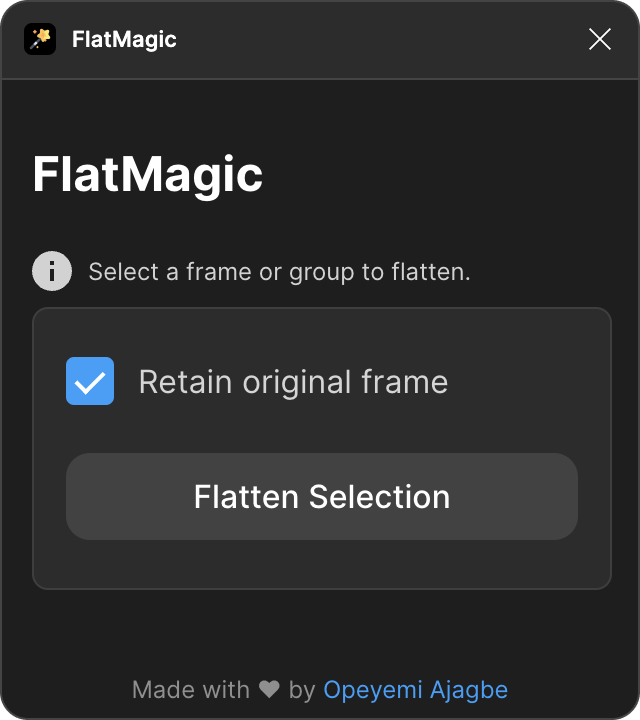 FlatMagic
FlatMagic
Select a frame or group to flatten.
Retain original frame
Flatten Selection
Made with ❤ by Opeyemi Ajagbe